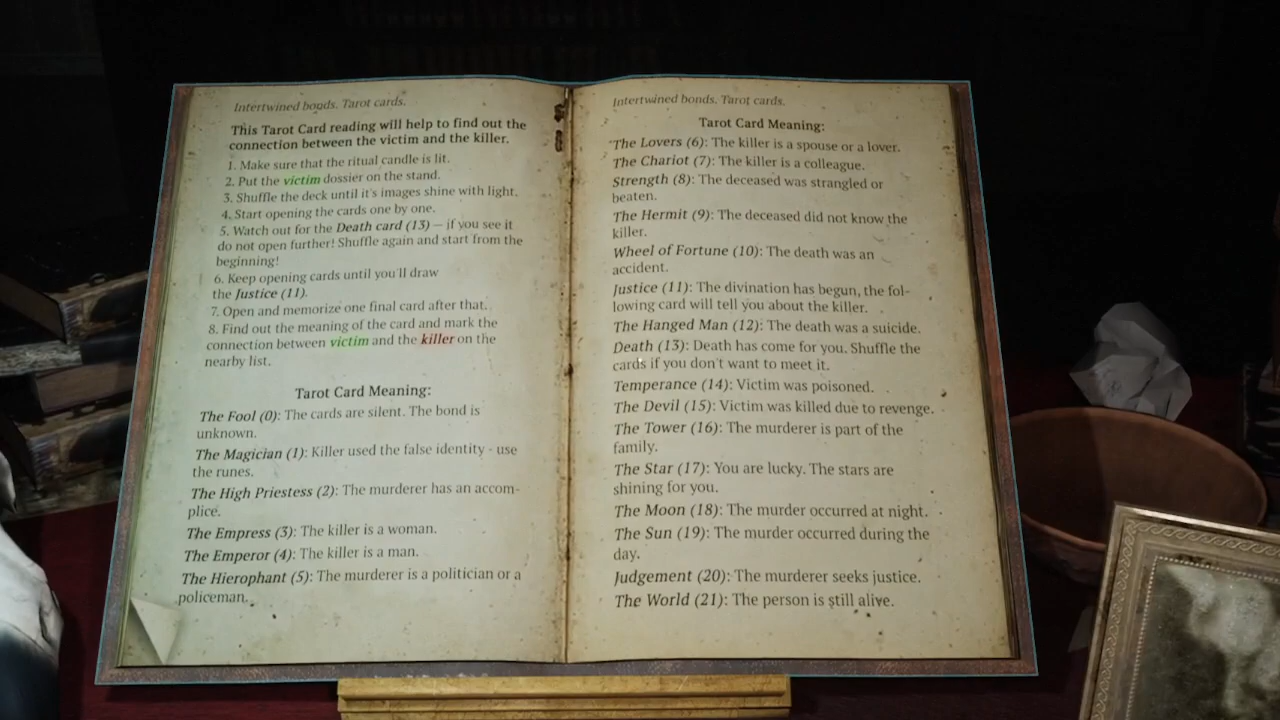 Intertwined bonds. Tarot cards.
This Tarot Card reading will help to find out the
connection between the victim and the killer.
1. Make sure that the ritual candle is lit.
2. Put the victim dossier on the stand.
3. Shuffle the deck until it's images shine with light.
4. Start opening the cards one by one.
5. Watch out for the Death card (13) – if you see it
do not open further! Shuffle again and start from the
beginning!
6. Keep opening cards until you'll draw
the Justice (11).
7. Open and memorize one final card after that.
8. Find out the meaning of the card and mark the
connection between victim and the killer on the
nearby list.
Tarot Card Meaning:
The Fool (0): The cards are silent. The bond is
unknown.
The Magician (1): Killer used the false identity - use
the runes.
The High Priestess (2): The murderer has an accom-
plice.
The Empress (3): The killer is a woman.
The Emperor (4): The killer is a man.
The Hierophant (5): The murderer is a politician or a
policeman.
Intertwined bonds. Tarot cards.
Tarot Card Meaning:
The Lovers (6): The killer is a spouse or a lover.
The Chariot (7): The killer is a colleague.
Strength (8): The deceased was strangled or
beaten.
The Hermit (9): The deceased did not know the
killer.
Wheel of Fortune (10): The death was an
accident.
Justice (11): The divination has begun, the fol-
lowing card will tell you about the killer.
The Hanged Man (12): The death was a suicide.
Death (13): Death has come for you. Shuffle the
cards if you don't want to meet it.
Temperance (14): Victim was poisoned.
The Devil (15): Victim was killed due to revenge.
The Tower (16): The murderer is part of the
family.
The Star (17): You are lucky. The stars are
shining for you.
The Moon (18): The murder occurred at night.
The Sun (19): The murder occurred during the
day.
Judgement (20): The murderer seeks justice.
The World (21): The person is still alive.